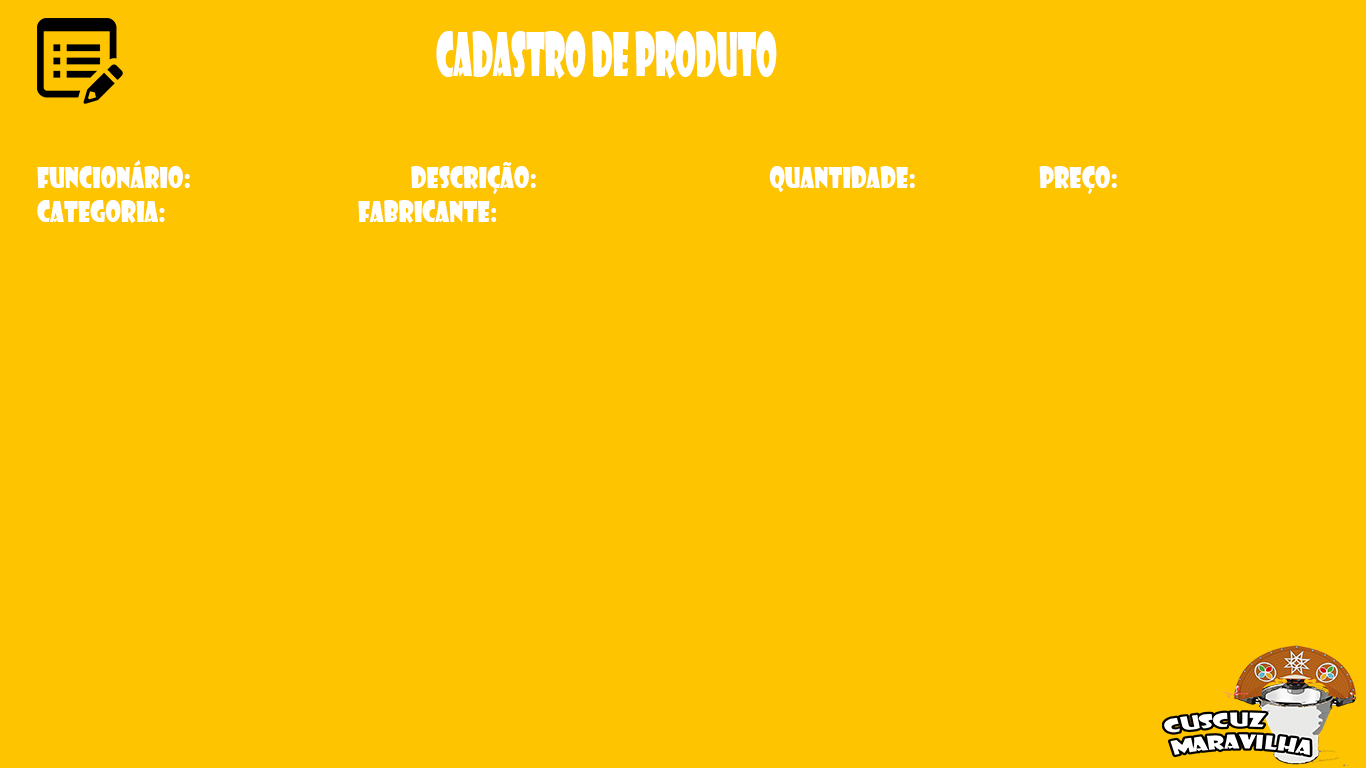 CADASTRO DE PRODUTO
FUNCIONÁRIO: DESCRIÇÃO: QUANTIDADE: PREÇO:
CATEGORIA: FABRICANTE:
CUSCUZ
MARAVILHA